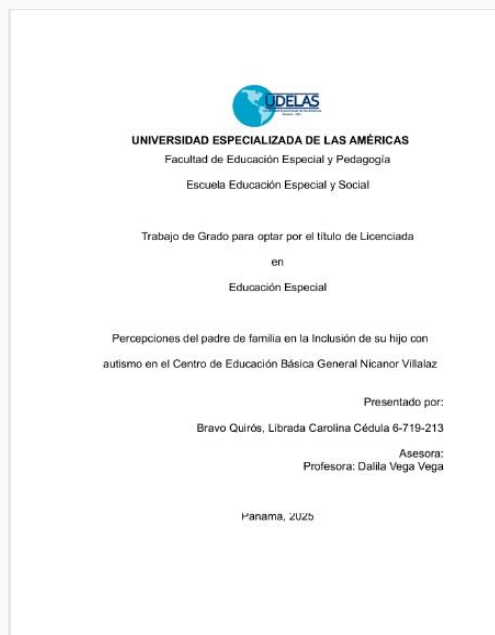 UDELAS
UNIVERSIDAD ESPECIALIZADA DE LAS AMÉRICAS
Facultad de Educación Especial y Pedagogía
Escuela Educación Especial y Social
Trabajo de Grado para optar por el título de Licenciada
en
Educación Especial
Percepciones del padre de familia en la Inclusión de su hijo con
autismo en el Centro de Educación Básica General Nicanor Villalaz
Presentado por:
Bravo Quirós, Librada Carolina Cédula 6-719-213
Asesora:
Profesora: Dalila Vega Vega
Panamá, 2025